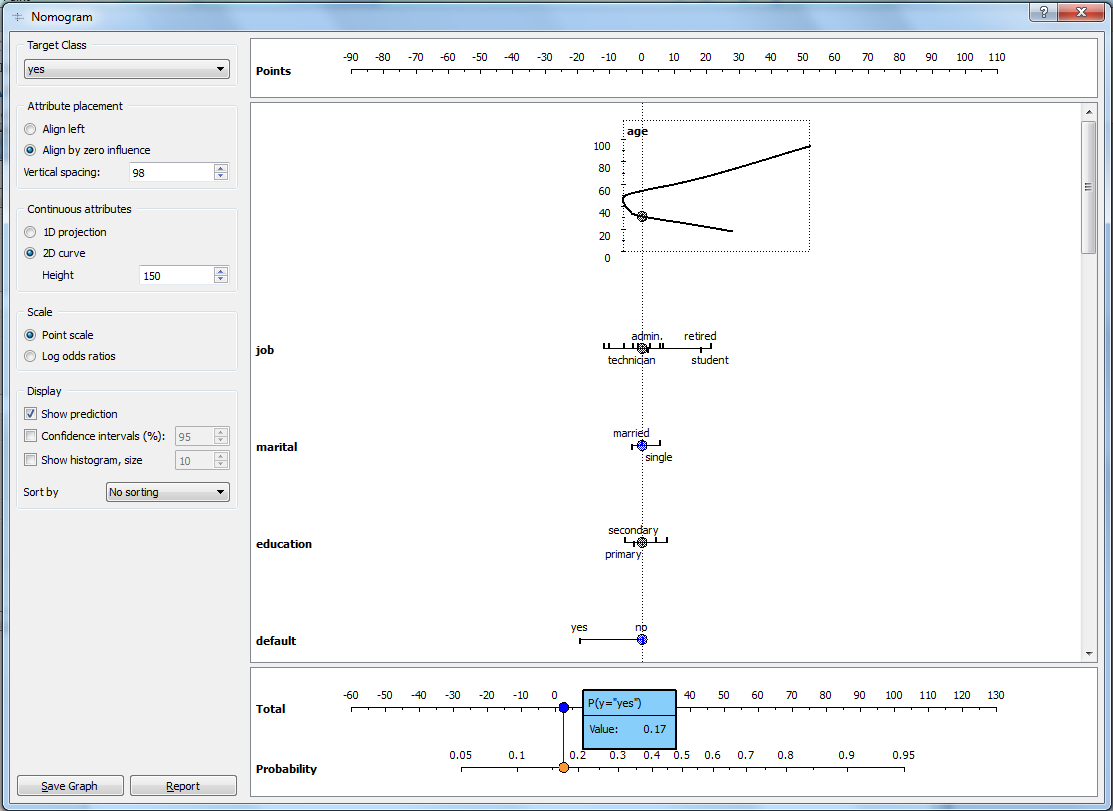 Nomogram
Target Class
yes
Attribute placement
Align left
Align by zero influence
Vertical spacing: 98
Continuous attributes
1D projection
2D curve
Height 150
Scale
Point scale
Log odds ratios
Display
Show prediction
Confidence intervals (%): 95
Show histogram, size 10
Sort by No sorting
Save Graph Report
-90 -80 -70 -60 -50 -40 -30 -20 -10 0 10 20 30 40 50 60 70 80 90 100 110
Points
age
100
80
60
40
20
0
admin. retired
job
technician student
married
marital
single
secondary
education
primary
yes no
default
-60 -50 -40 -30 -20 -10 0 40 50 60 70 80 90 100 110 120 130
Total
P(y="yes")
Value: 0.17
0.05 0.1 0.2 0.3 0.4 0.5 0.6 0.7 0.8 0.9 0.95
Probability